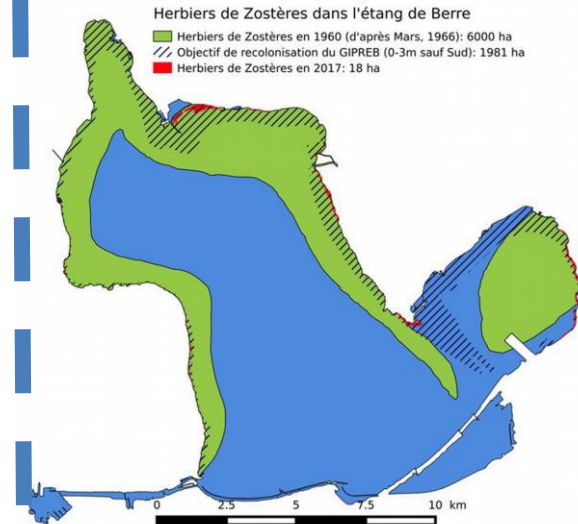 Herbiers de Zostères dans l'étang de Berre
Herbiers de Zostères en 1960 (d'après Mars, 1966): 6000 ha
Objectif de recolonisation du GIPREB (0-3m sauf Sud): 1981 ha
Herbiers de Zostères en 2017: 18 ha
0 2.5 5 7.5 10 km